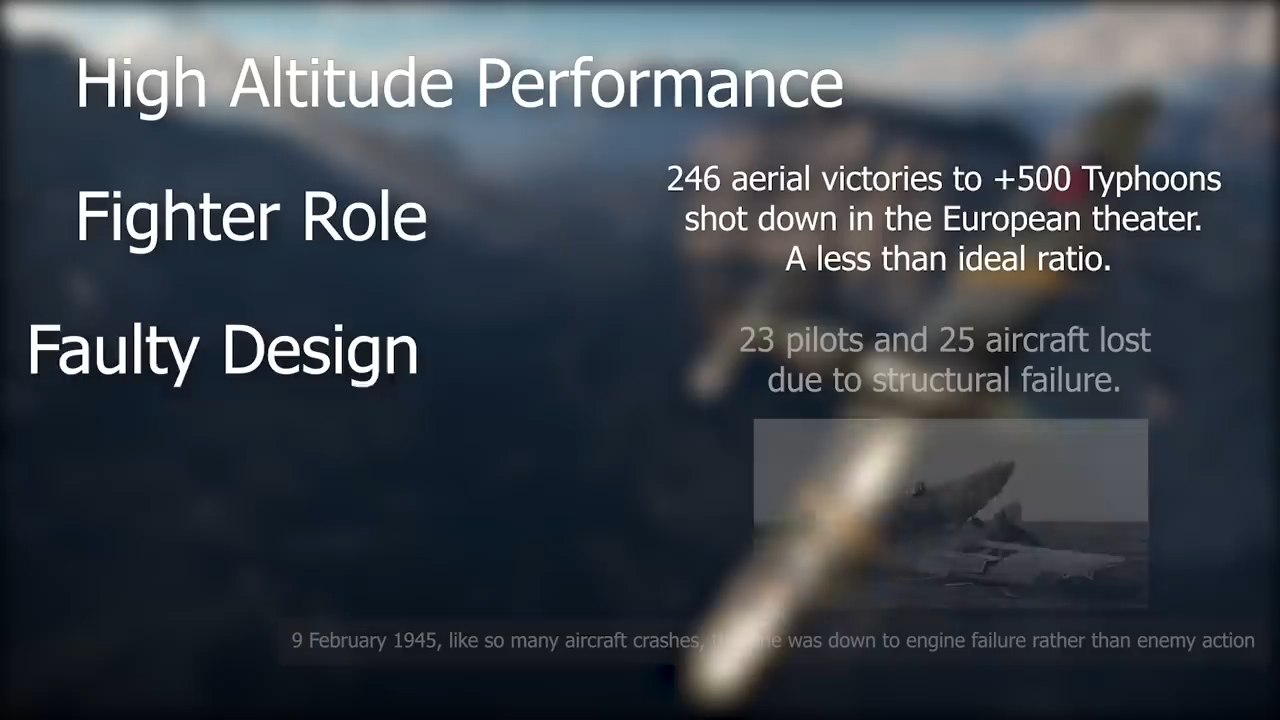 High Altitude Performance
Fighter Role
246 aerial victories to +500 Typhoons
shot down in the European theater.
A less than ideal ratio.
Faulty Design
23 pilots and 25 aircraft lost
due to structural failure.
9 February 1945, like so many aircraft crashes, was down to engine failure rather than enemy action